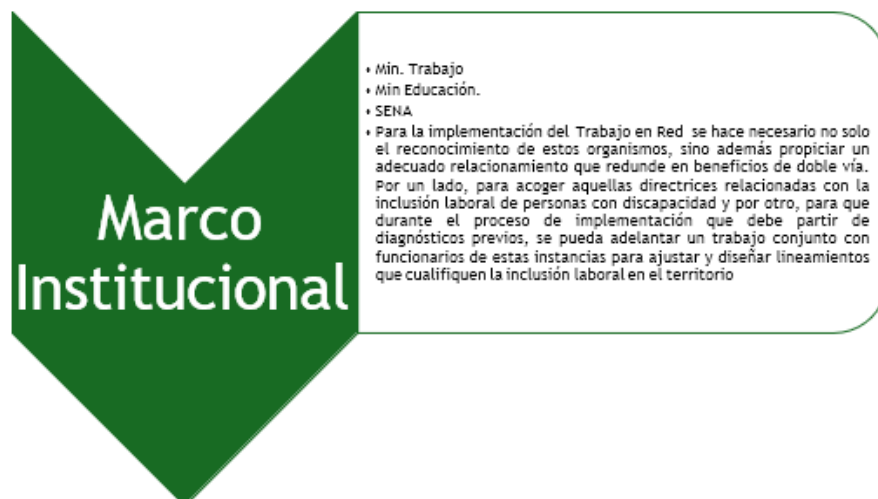 Marco
Institucional
• Min. Trabajo
• Min Educación.
• SENA
• Para la implementación del Trabajo en Red se hace necesario no solo
el reconocimiento de estos organismos, sino además propiciar un
adecuado relacionamiento que redunde en beneficios de doble vía.
Por un lado, para acoger aquellas directrices relacionadas con la
inclusión laboral de personas con discapacidad y por otro, para que
durante el proceso de implementación que debe partir de
diagnósticos previos, se pueda adelantar un trabajo conjunto con
funcionarios de estas instancias para ajustar y diseñar lineamientos
que cualifiquen la inclusión laboral en el territorio